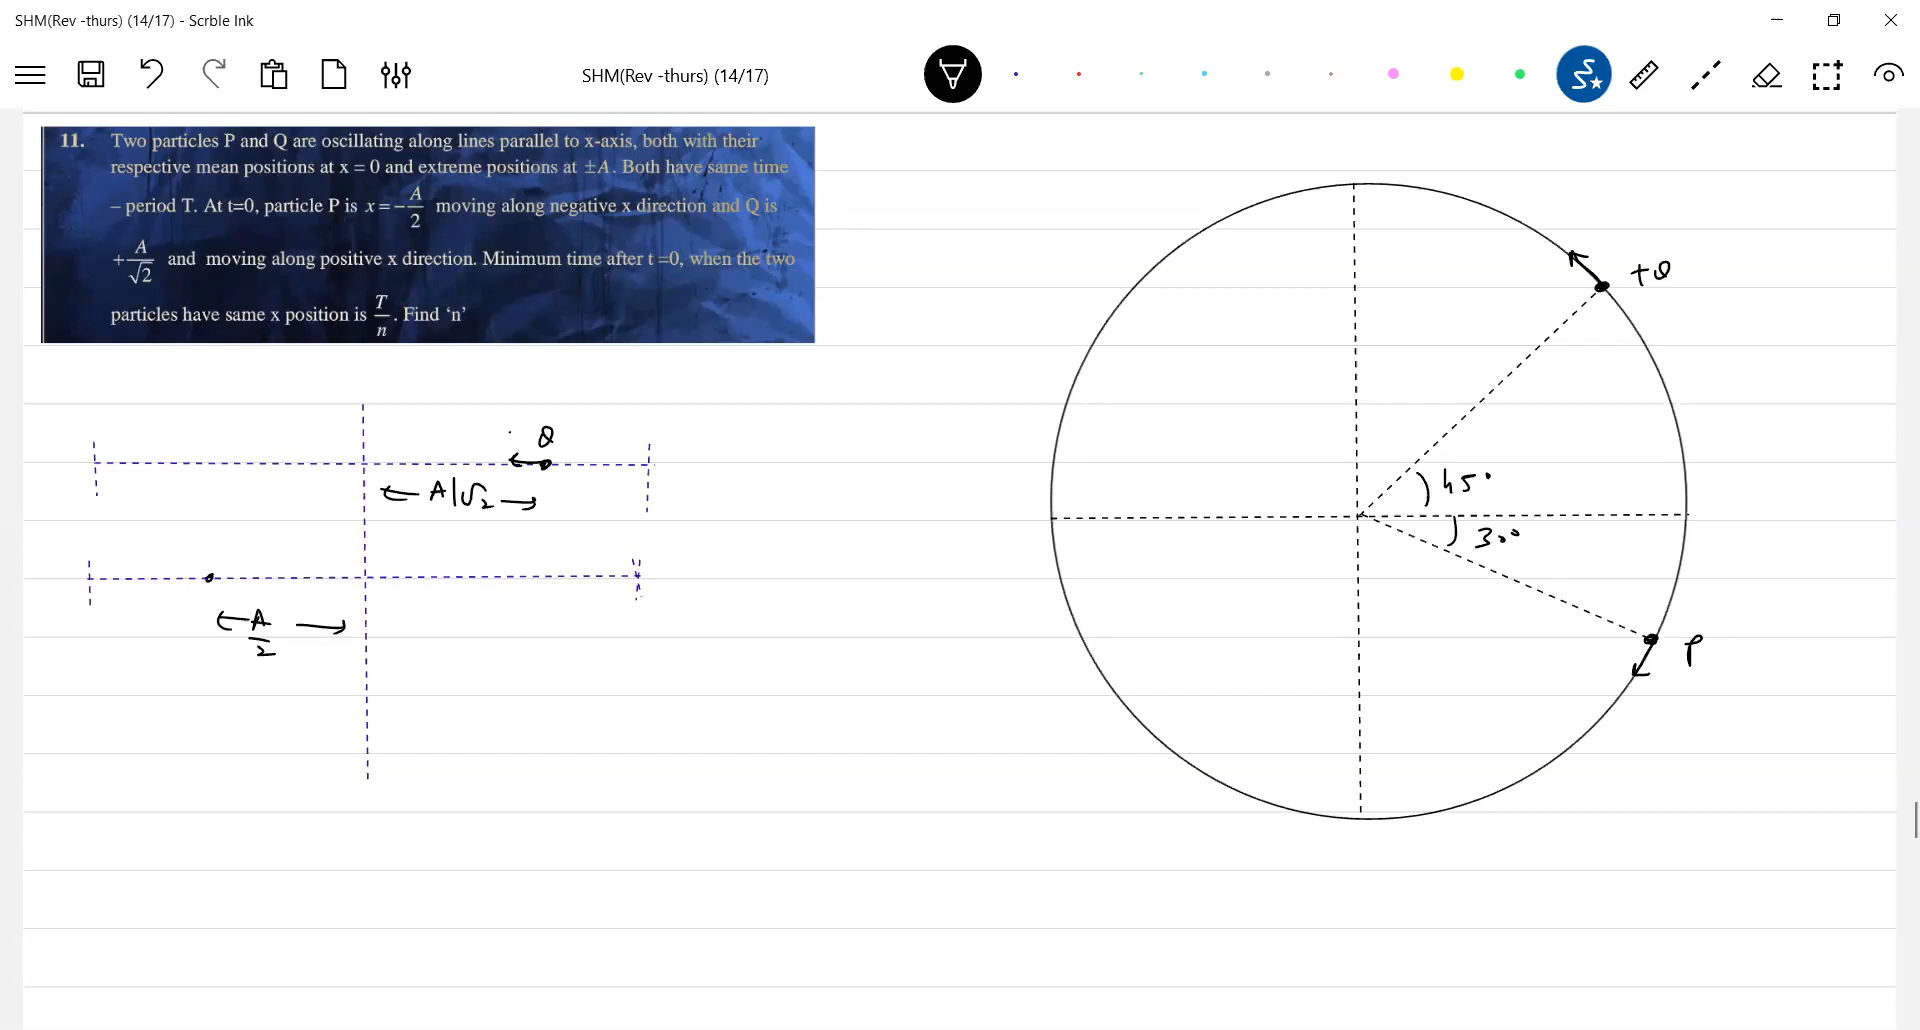 SHM(Rev -thurs) (14/17) - Scrble Ink
SHM(Rev -thurs) (14/17)
11. Two particles P and Q are oscillating along lines parallel to x-axis, both with their
respective mean positions at x = 0 and extreme positions at ±A. Both have same time
– period T. At t=0, particle P is x = -A/2 moving along negative x direction and Q is
+A/√2 and moving along positive x direction. Minimum time after t =0, when the two
particles have same x position is T/n. Find ‘n’
+Q
Q
A/√2
45°
30°
A/2
P